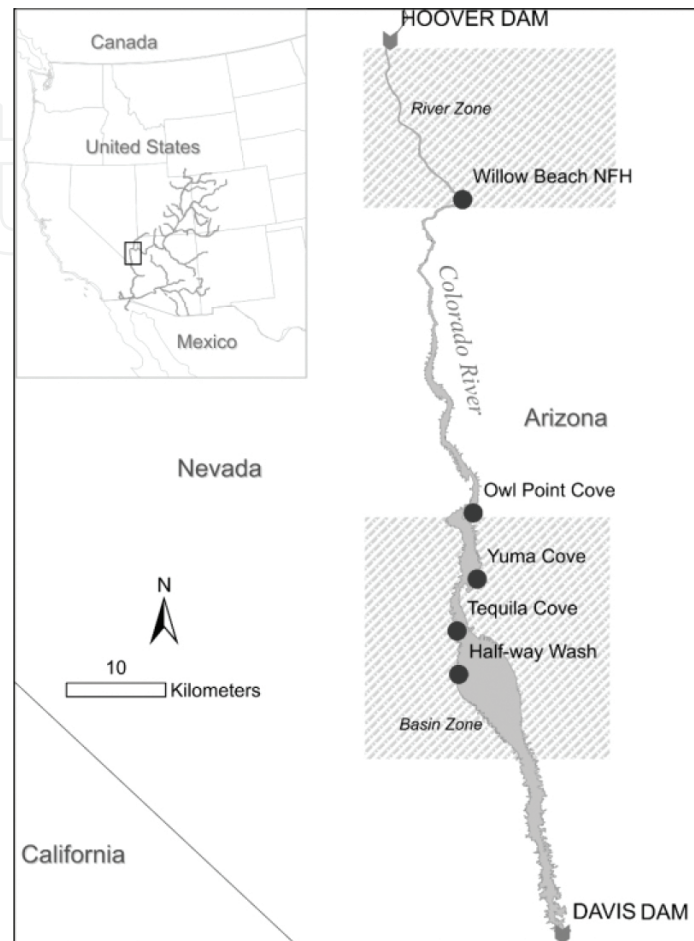 HOOVER DAM
Canada
River Zone
United States
Willow Beach NFH
Colorado River
Mexico
Arizona
Nevada
Owl Point Cove
Yuma Cove
N
Tequila Cove
Half-way Wash
10
Kilometers
Basin Zone
California
DAVIS DAM